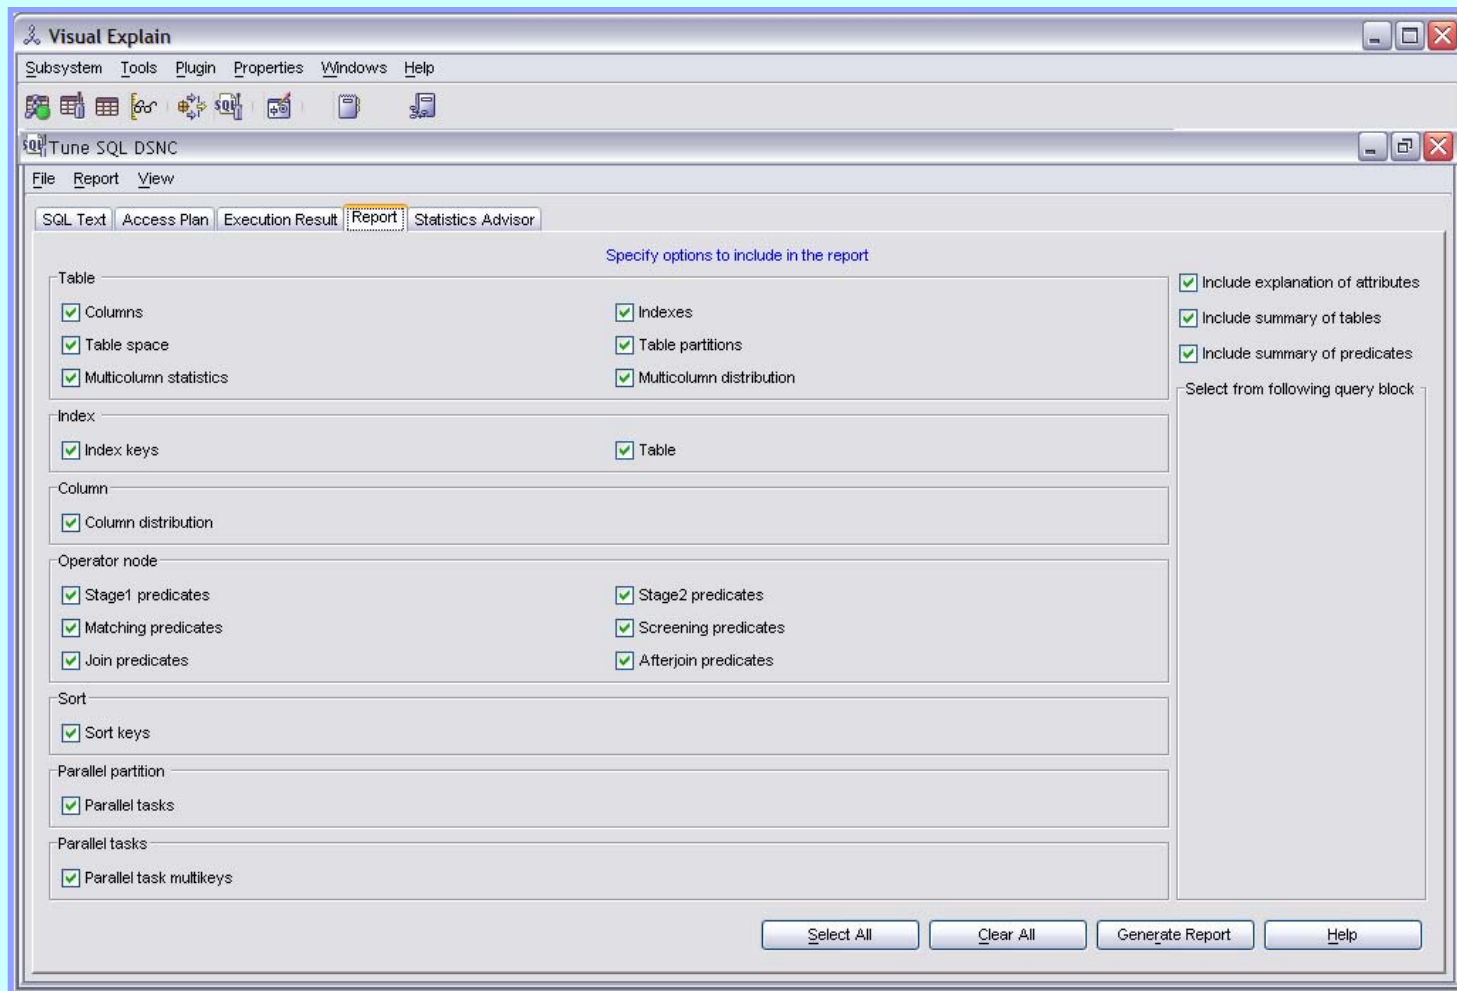 Visual Explain
Subsystem Tools Plugin Properties Windows Help
SQL
SQL Tune SQL DSNC
File Report View
SQL Text Access Plan Execution Result Report Statistics Advisor
Specify options to include in the report
Table
Columns Indexes
Table space Table partitions
Multicolumn statistics Multicolumn distribution
Index
Index keys Table
Column
Column distribution
Operator node
Stage1 predicates Stage2 predicates
Matching predicates Screening predicates
Join predicates Afterjoin predicates
Sort
Sort keys
Parallel partition
Parallel tasks
Parallel tasks
Parallel task multikeys
Include explanation of attributes
Include summary of tables
Include summary of predicates
Select from following query block
Select All Clear All Generate Report Help